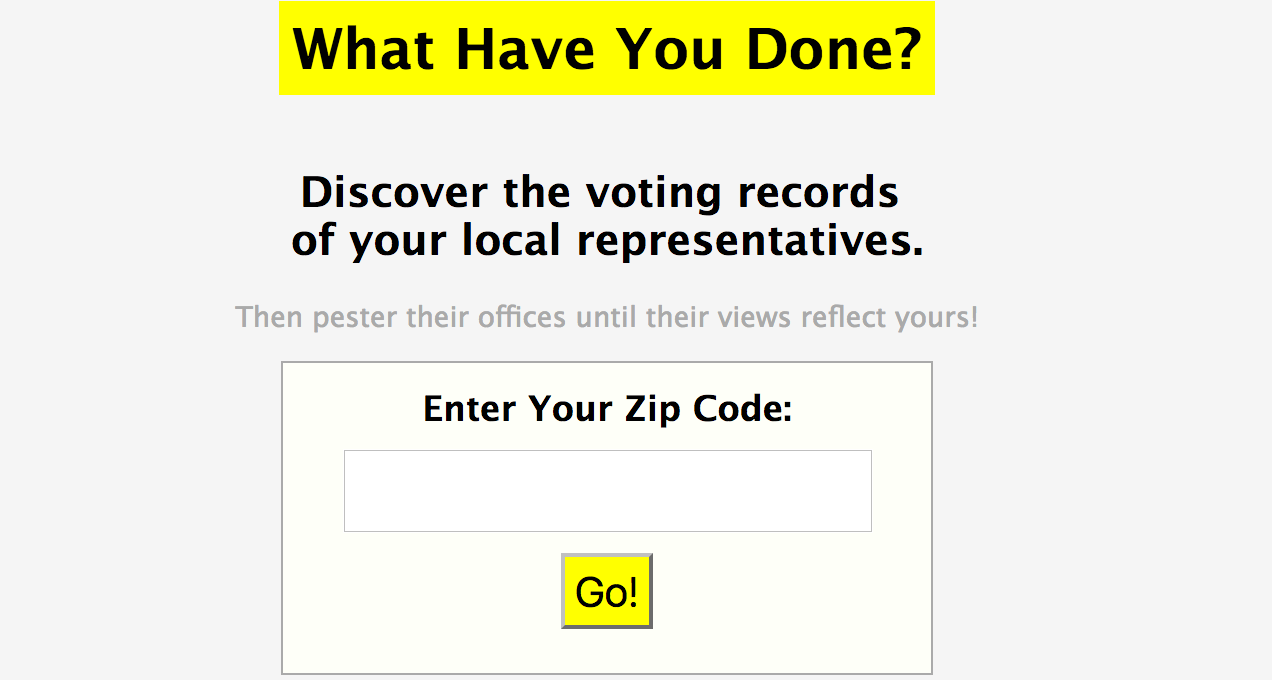 What Have You Done?
Discover the voting records
of your local representatives.
Then pester their offices until their views reflect yours!
Enter Your Zip Code:
Go!